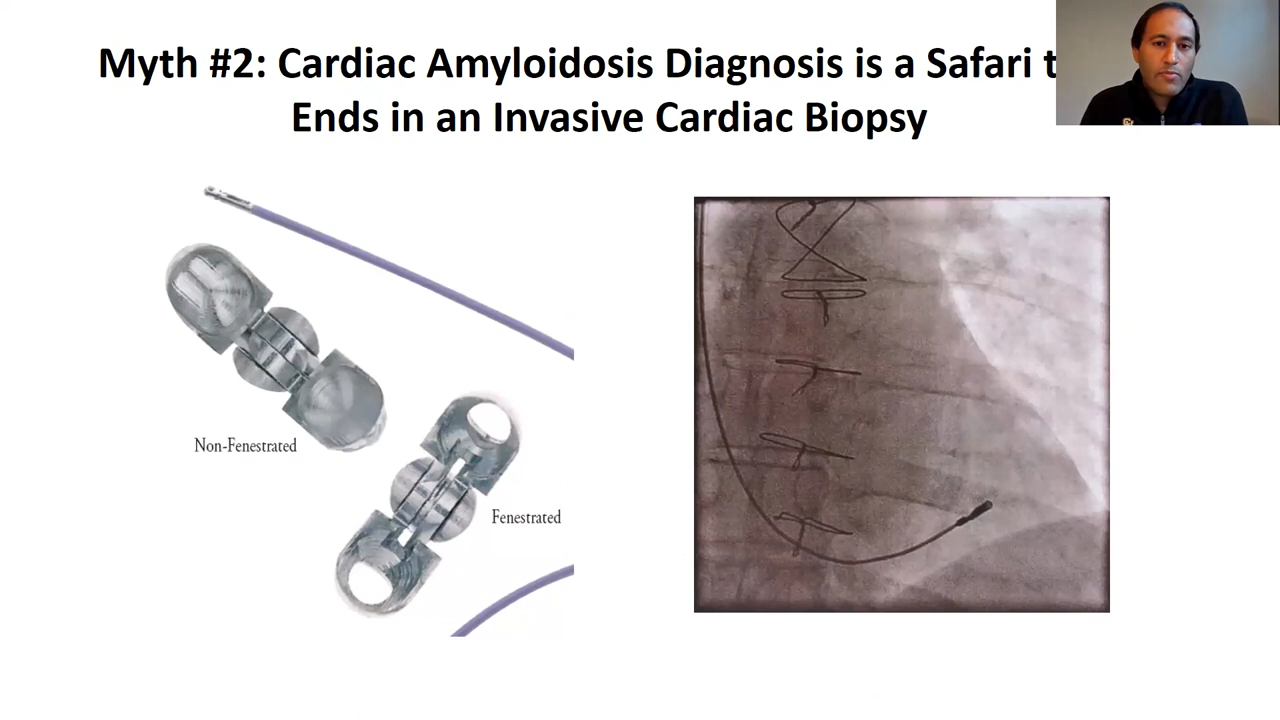 Myth #2: Cardiac Amyloidosis Diagnosis is a Safari
Ends in an Invasive Cardiac Biopsy
Non-Fenestrated
Fenestrated